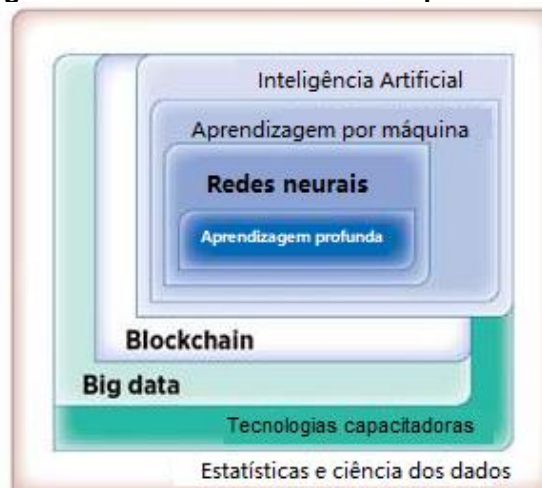 Inteligência Artificial
Aprendizagem por máquina
Redes neurais
Aprendizagem profunda
Blockchain
Big data
Tecnologias capacitadoras
Estatísticas e ciência dos dados